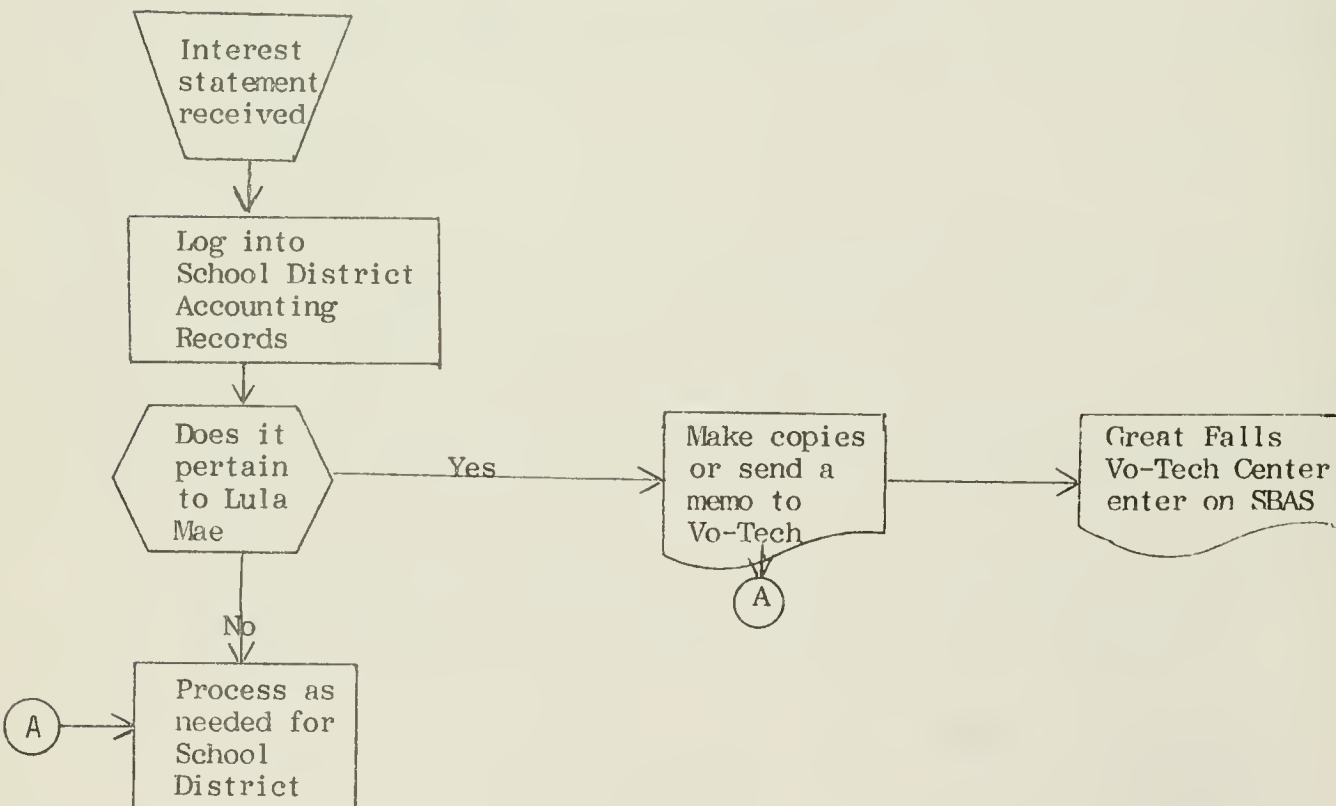 Interest
statement
received
Log into
School District
Accounting
Records
Does it
pertain
to Lula
Mae
Yes
Make copies
or send a
memo to
Vo-Tech
A
Great Falls
Vo-Tech Center
enter on SBAS
No
A
Process as
needed for
School
District